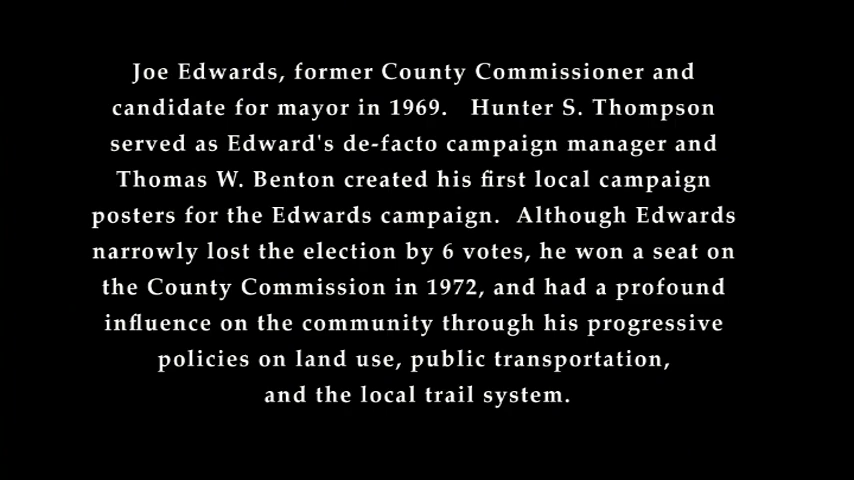 Joe Edwards, former County Commissioner and
candidate for mayor in 1969.   Hunter S. Thompson
served as Edward's de-facto campaign manager and
Thomas W. Benton created his first local campaign
posters for the Edwards campaign.  Although Edwards
narrowly lost the election by 6 votes, he won a seat on
the County Commission in 1972, and had a profound
influence on the community through his progressive
policies on land use, public transportation,
and the local trail system.